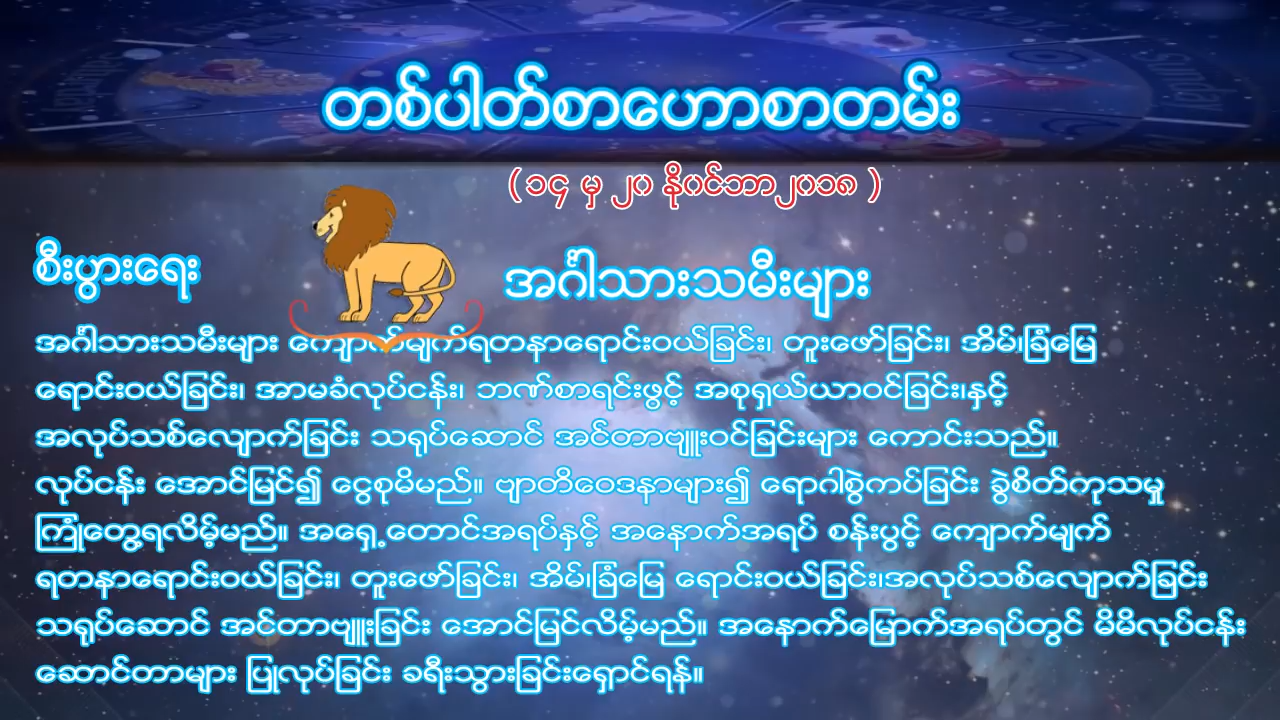 တစ်ပါတ်စာဟောစာတမ်း
( ၁၄ မှ ၂၀ နိုဝင်ဘာ၂၀၁၈ )
စီးပွားရေး
အင်္ဂါသားသမီးများ
အင်္ဂါသားသမီးများ ကျောက်မျက်ရတနာရောင်းဝယ်ခြင်း၊ တူးဖော်ခြင်း၊ အိမ်၊ခြံမြေ
ရောင်းဝယ်ခြင်း၊ အာမခံလုပ်ငန်း၊ ဘဏ်စာရင်းဖွင့် အစုရှယ်ယာဝင်ခြင်း၊နှင့်
အလုပ်သစ်လျောက်ခြင်း သရုပ်ဆောင် အင်တာဗျူးဝင်ခြင်းများ ကောင်းသည်။
လုပ်ငန်း အောင်မြင်၍ ငွေစုမိမည်။ ဗျာတိဝေဒနာများ၍ ရောဂါစွဲကပ်ခြင်း ခွဲစိတ်ကုသမှု
ကြုံတွေ့ရလိမ့်မည်။ အရှေ့တောင်အရပ်နှင့် အနောက်အရပ် စန်းပွင့် ကျောက်မျက်
ရတနာရောင်းဝယ်ခြင်း၊ တူးဖော်ခြင်း၊ အိမ်၊ခြံမြေ ရောင်းဝယ်ခြင်း၊အလုပ်သစ်လျောက်ခြင်း
သရုပ်ဆောင် အင်တာဗျူးခြင်း အောင်မြင်လိမ့်မည်။ အနောက်မြောက်အရပ်တွင် မိမိလုပ်ငန်း
ဆောင်တာများ ပြုလုပ်ခြင်း ခရီးသွားခြင်းရှောင်ရန်။